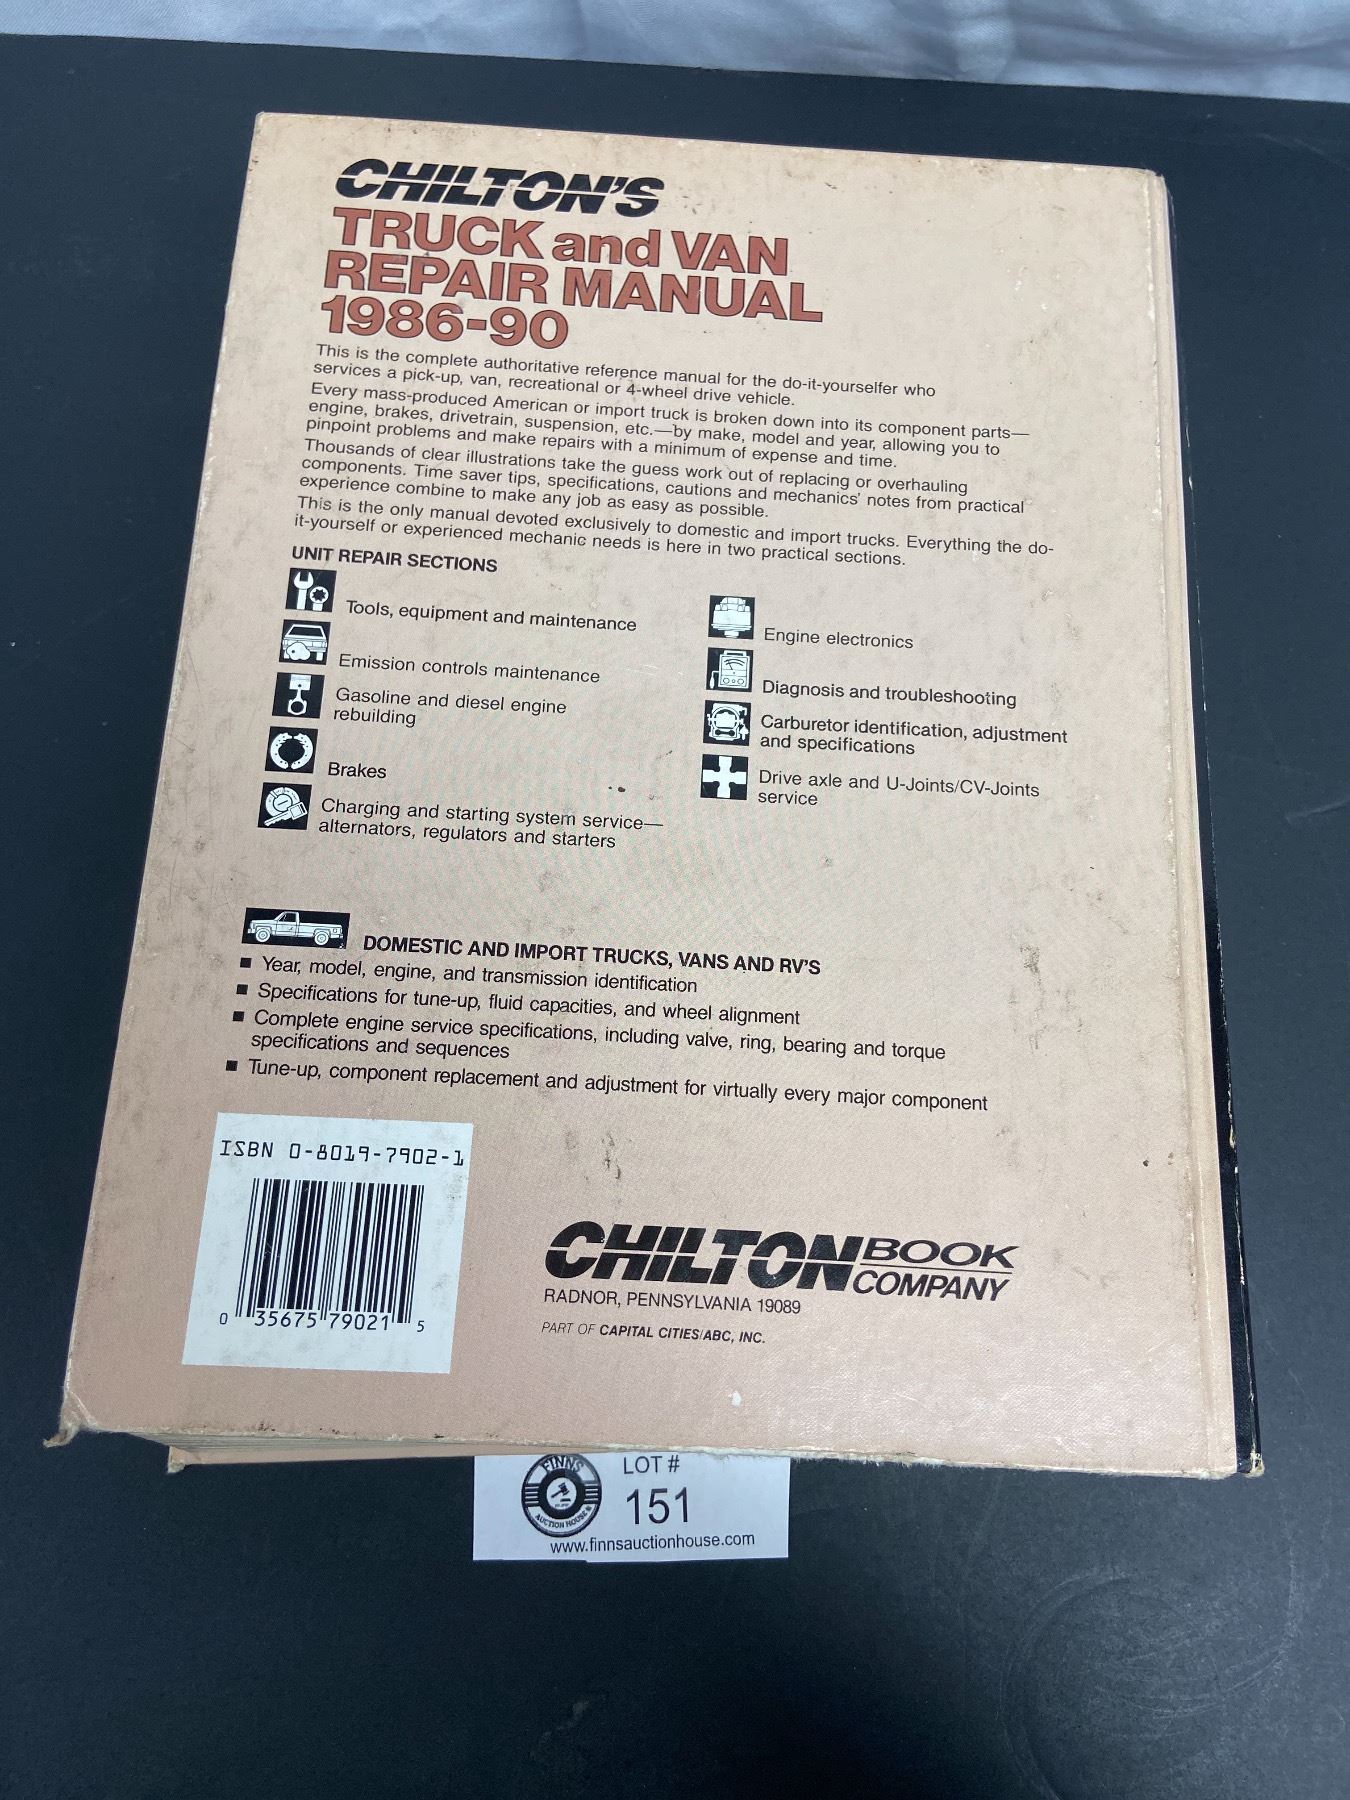 CHILTON'S
TRUCK and VAN
REPAIR MANUAL
1986-90
This is the complete authoritative reference manual for the do-it-yourselfer who
services a pick-up, van, recreational or 4-wheel drive vehicle.
Every mass-produced American or import truck is broken down into its component parts—
engine, brakes, drivetrain, suspension, etc.—by make, model and year, allowing you to
pinpoint problems and make repairs with a minimum of expense and time.
Thousands of clear illustrations take the guess work out of replacing or overhauling
components. Time saver tips, specifications, cautions and mechanics' notes from practical
experience combine to make any job as easy as possible.
This is the only manual devoted exclusively to domestic and import trucks. Everything the do-
it-yourself or experienced mechanic needs is here in two practical sections.
UNIT REPAIR SECTIONS
Tools, equipment and maintenance
Emission controls maintenance
Gasoline and diesel engine
rebuilding
Brakes
Charging and starting system service—
alternators, regulators and starters
Engine electronics
Diagnosis and troubleshooting
Carburetor identification, adjustment
and specifications
Drive axle and U-Joints/CV-Joints
service
DOMESTIC AND IMPORT TRUCKS, VANS AND RV'S
■ Year, model, engine, and transmission identification
■ Specifications for tune-up, fluid capacities, and wheel alignment
■ Complete engine service specifications, including valve, ring, bearing and torque
specifications and sequences
■ Tune-up, component replacement and adjustment for virtually every major component
ISBN 0-8019-7902-1
0 35675 79021 5
CHILTON BOOK
COMPANY
RADNOR, PENNSYLVANIA 19089
PART OF CAPITAL CITIES/ABC, INC.
FINNS
AUCTION HOUSE
LOT #
151
www.finnsauctionhouse.com